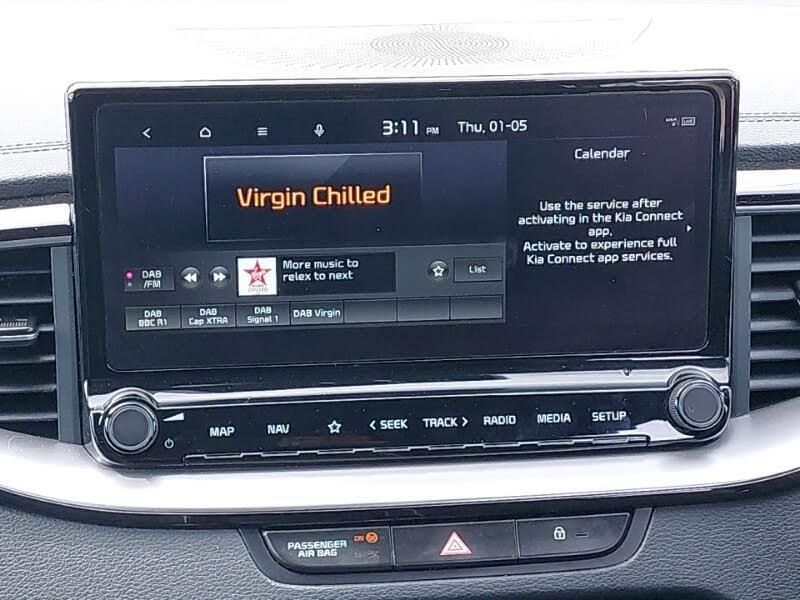 3:11 PM Thu, 01-05
Calendar
Virgin Chilled
Use the service after
activating in the Kia Connect
app.
Activate to experience full
Kia Connect app services.
DAB
/FM
More music to
relex to next
List
DAB
BBC R1
DAB
Cap XTRA
DAB
Signal 1
DAB Virgin
MAP
NAV
< SEEK
TRACK >
RADIO
MEDIA
SETUP
PASSENGER
AIR BAG
ON